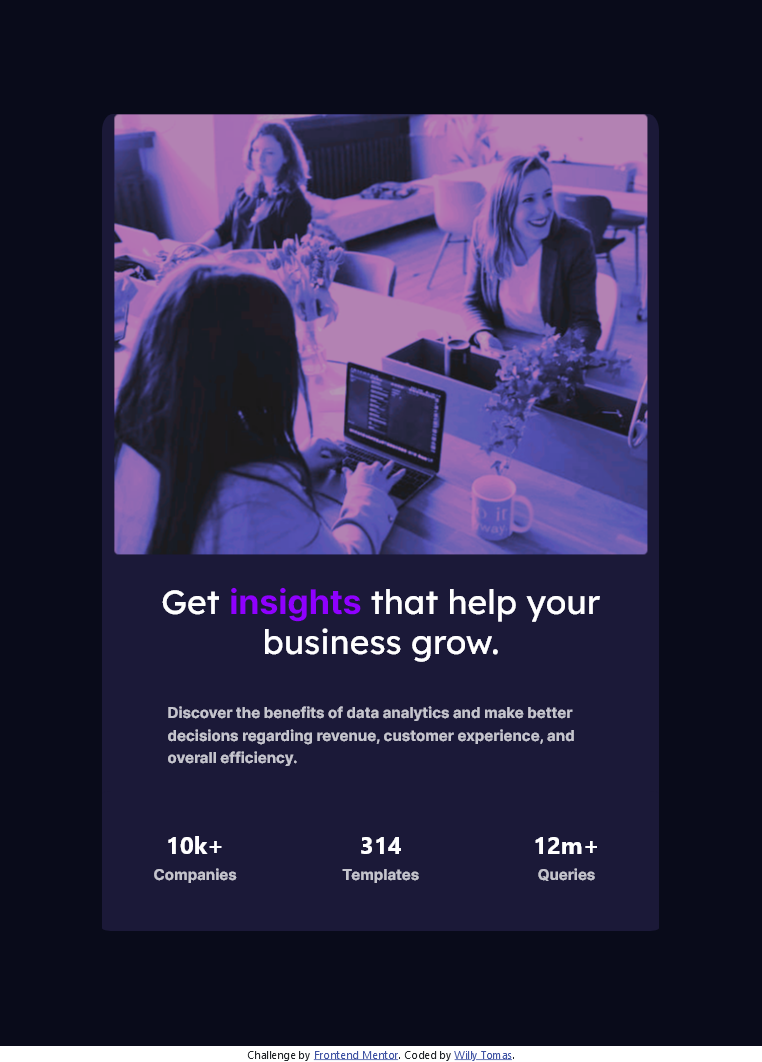 Get insights that help your
business grow.
Discover the benefits of data analytics and make better
decisions regarding revenue, customer experience, and
overall efficiency.
10k+ 314 12m+
Companies Templates Queries
Challenge by Frontend Mentor. Coded by Willy Tomas.